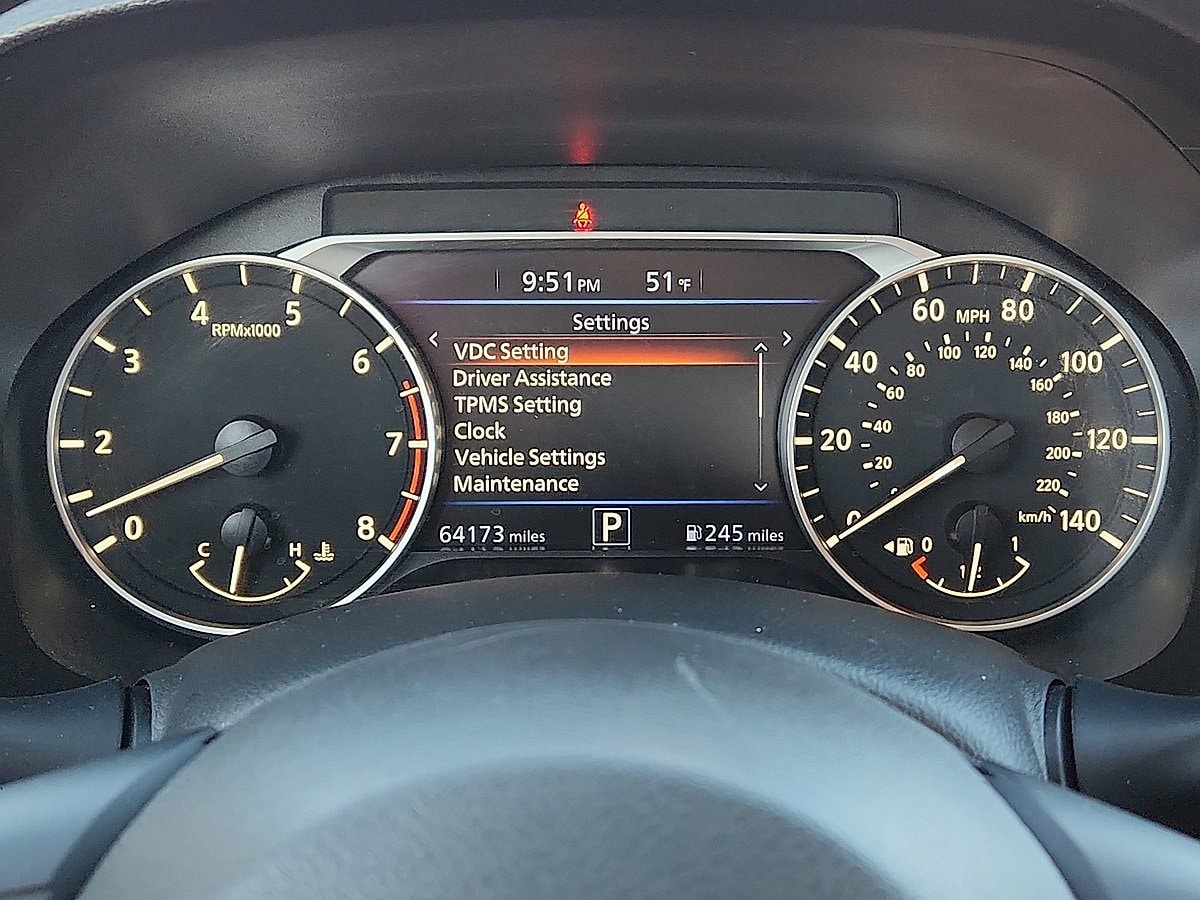 9:51 PM 51 °F
Settings
VDC Setting
Driver Assistance
TPMS Setting
Clock
Vehicle Settings
Maintenance
64173 miles P 245 miles
RPMx1000
0
2
3
4
5
6
7
8
C H
MPH
0
20
40
60
80
100
120
140
20
40
60
80
100
120
140
160
180
200
220
km/h
0 1